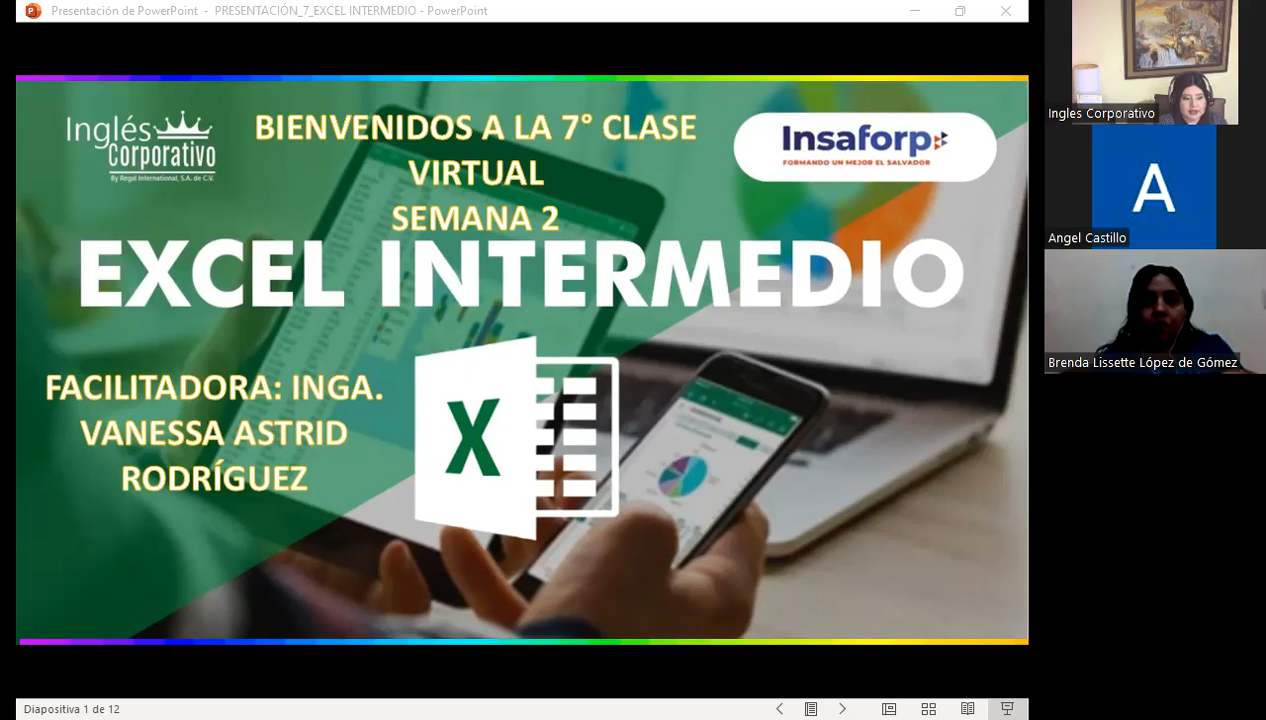 Presentación de PowerPoint - PRESENTACIÓN_7_EXCEL INTERMEDIO - PowerPoint
Inglés
Corporativo
By Regal International, S.A. de C.V.
BIENVENIDOS A LA 7° CLASE
VIRTUAL
SEMANA 2
Insaforp
FORMANDO UN MEJOR EL SALVADOR
EXCEL INTERMEDIO
FACILITADORA: INGA.
VANESSA ASTRID
RODRÍGUEZ
X
Diapositiva 1 de 12
Ingles Corporativo
A
Angel Castillo
Brenda Lissette López de Gómez